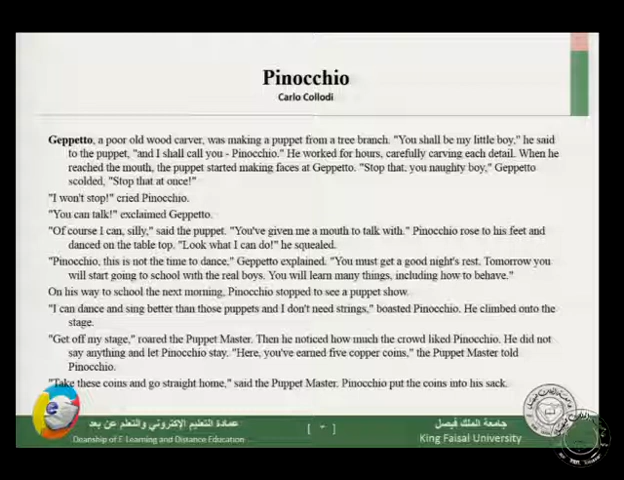 Pinocchio
Carlo Collodi
Geppetto, a poor old wood carver, was making a puppet from a tree branch. "You shall be my little boy," he said
to the puppet, "and I shall call you - Pinocchio." He worked for hours, carefully carving each detail. When he
reached the mouth, the puppet started making faces at Geppetto. "Stop that, you naughty boy," Geppetto
scolded, "Stop that at once!"
"I won't stop!" cried Pinocchio.
"You can talk!" exclaimed Geppetto.
"Of course I can, silly," said the puppet. "You've given me a mouth to talk with." Pinocchio rose to his feet and
danced on the table top. "Look what I can do!" he squealed.
"Pinocchio, this is not the time to dance," Geppetto explained. "You must get a good night's rest. Tomorrow you
will start going to school with the real boys. You will learn many things, including how to behave."
On his way to school the next morning, Pinocchio stopped to see a puppet show.
"I can dance and sing better than those puppets and I don't need strings," boasted Pinocchio. He climbed onto the
stage.
"Get off my stage," roared the Puppet Master. Then he noticed how much the crowd liked Pinocchio. He did not
say anything and let Pinocchio stay. "Here, you've earned five copper coins," the Puppet Master told
Pinocchio.
"Take these coins and go straight home," said the Puppet Master. Pinocchio put the coins into his sack.
عمادة التعليم الإلكتروني والتعلم عن بعد
Deanship of E Learning and Distance Education
جامعة الملك فيصل
King Faisal University